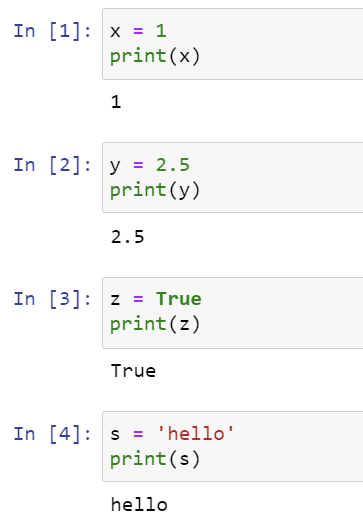 In [1]: x = 1
print(x)
1
In [2]: y = 2.5
print(y)
2.5
In [3]: z = True
print(z)
True
In [4]: s = 'hello'
print(s)
hello